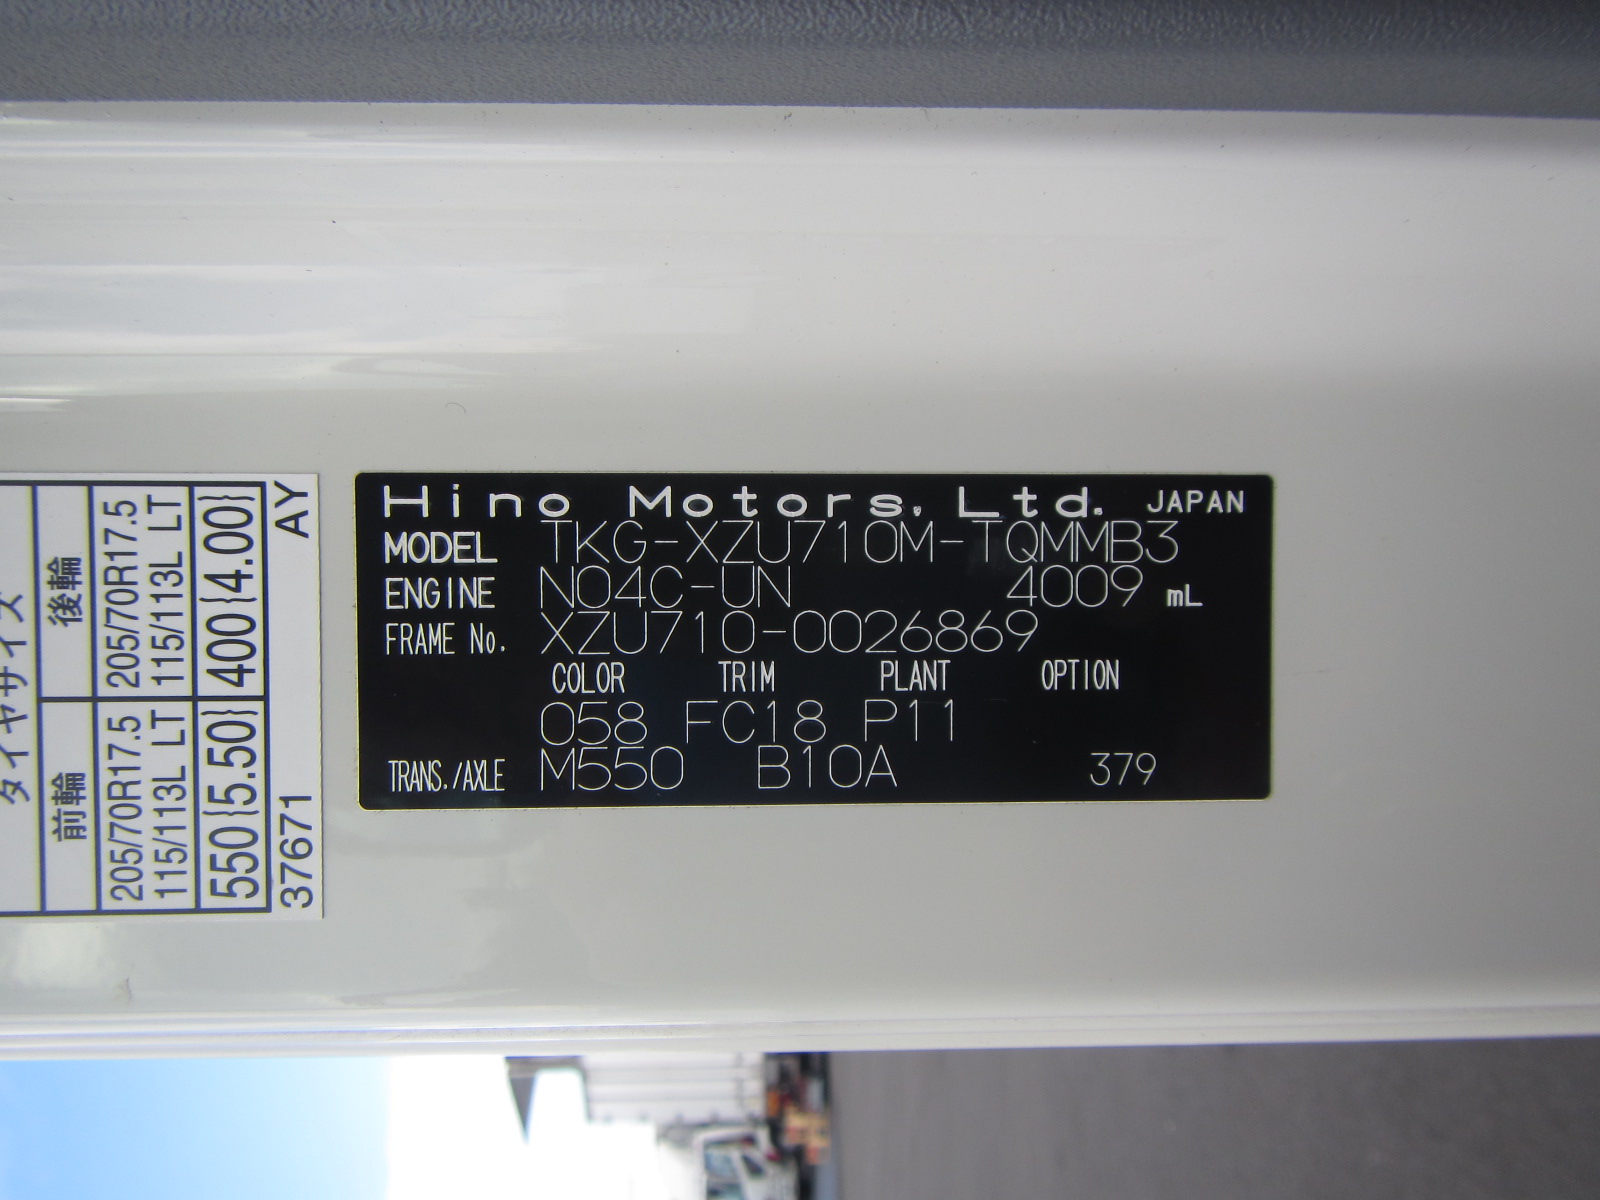 Hino Motors, Ltd. JAPAN
MODEL TKG-XZU710M-TQMMB3
ENGINE N04C-UN 4009 mL
FRAME No. XZU710-0026869
COLOR TRIM PLANT OPTION
058 FC18 P11
TRANS./AXLE M550 B10A 379
タイヤサイズ
前輪 後輪
205/70R17.5 205/70R17.5
115/113L LT 115/113L LT
550{5.50} 400{4.00}
37671 AY